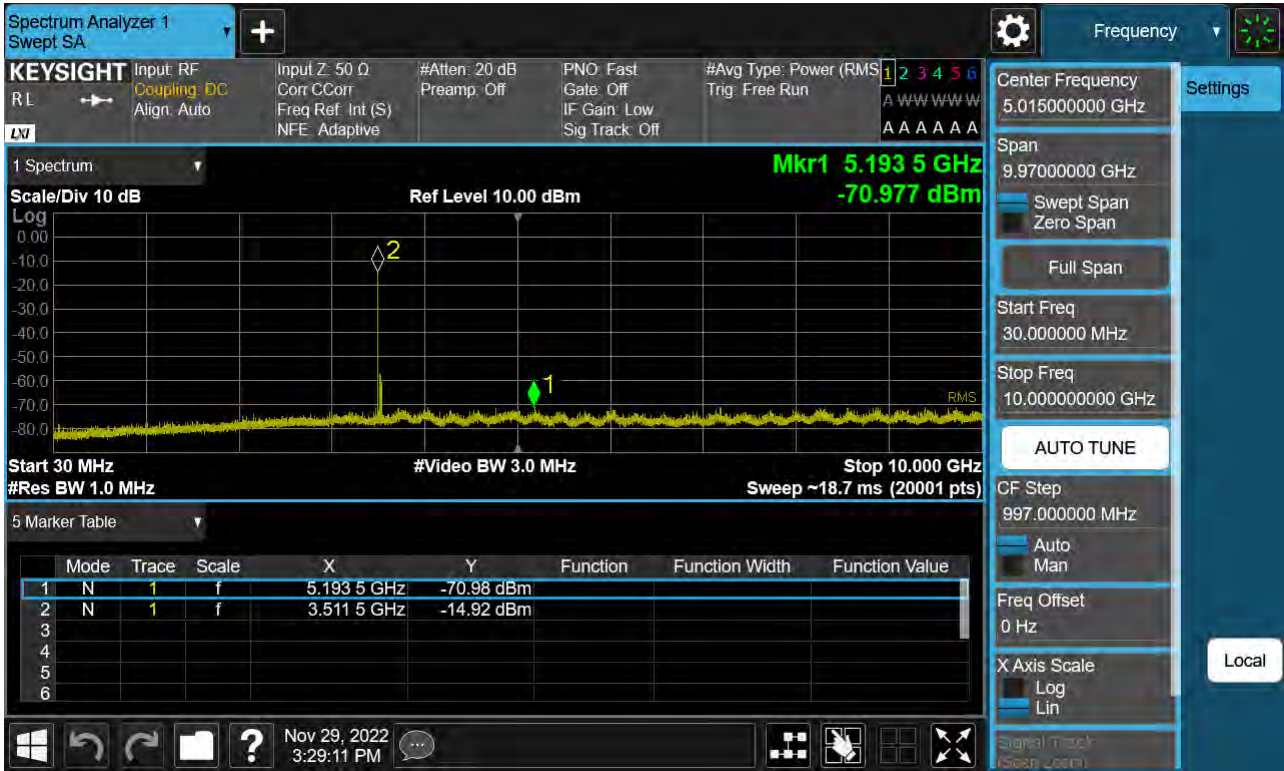 Spectrum Analyzer 1
Swept SA
+
Frequency
KEYSIGHT
RL
LXI
Input: RF
Coupling: DC
Align: Auto
Input Z: 50 Ω
Corr CCorr
Freq Ref: Int (S)
NFE: Adaptive
#Atten: 20 dB
Preamp: Off
PNO: Fast
Gate: Off
IF Gain: Low
Sig Track: Off
#Avg Type: Power (RMS
Trig: Free Run
1 2 3 4 5 6
A W W W W W
A A A A A A
1 Spectrum
Mkr1 5.193 5 GHz
Scale/Div 10 dB
Ref Level 10.00 dBm
-70.977 dBm
Log
0.00
-10.0
-20.0
-30.0
-40.0
-50.0
-60.0
-70.0
-80.0
2
1
RMS
Start 30 MHz
#Video BW 3.0 MHz
Stop 10.000 GHz
#Res BW 1.0 MHz
Sweep ~18.7 ms (20001 pts)
5 Marker Table
Mode Trace Scale X Y Function Function Width Function Value
1 N 1 f 5.193 5 GHz -70.98 dBm
2 N 1 f 3.511 5 GHz -14.92 dBm
3
4
5
6
?
Nov 29, 2022
3:29:11 PM
Center Frequency
5.015000000 GHz
Span
9.97000000 GHz
Swept Span
Zero Span
Full Span
Start Freq
30.000000 MHz
Stop Freq
10.000000000 GHz
AUTO TUNE
CF Step
997.000000 MHz
Auto
Man
Freq Offset
0 Hz
X Axis Scale
Log
Lin
Signal Track
(Span Zoom)
Settings
Local